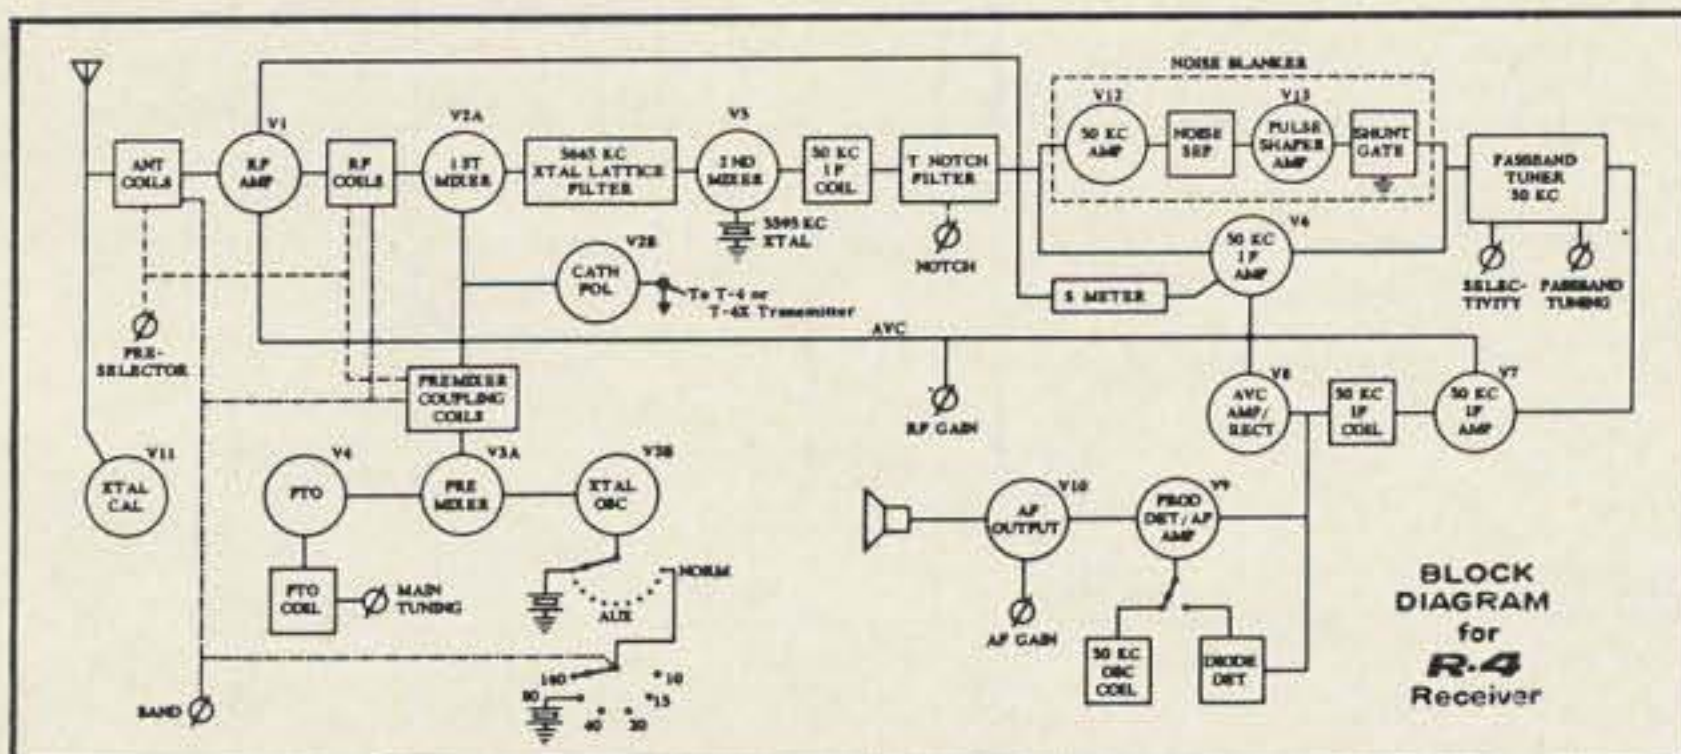 NOISE BLANKER
V1
V2A
V5
V12
V13
ANT
COILS
RF
AMP
RF
COILS
1 ST
MIXER
5645 KC
XTAL LATTICE
FILTER
2 ND
MIXER
50 KC
IF
COIL
T NOTCH
FILTER
50 KC
AMP
NOISE
SEP
PULSE
SHAPER
AMP
SHUNT
GATE
PASSBAND
TUNER
50 KC
5595 KC
XTAL
V2B
CATH
FOL
To T-4 or
T-4X Transmitter
NOTCH
V6
50 KC
IF
AMP
S METER
SELEC-
TIVITY
PASSBAND
TUNING
PRE-
SELECTOR
AVC
PREMIXER
COUPLING
COILS
RF GAIN
V8
AVC
AMP/
RECT
50 KC
IF
COIL
V7
50 KC
IF
AMP
V11
XTAL
CAL
V4
PTO
V3A
PRE
MIXER
V3B
XTAL
OSC
V10
AF
OUTPUT
V9
PROD
DET/AF
AMP
PTO
COIL
MAIN
TUNING
NORM
AUX
AF GAIN
50 KC
OSC
COIL
DIODE
DET
160
80
40
20
15
10
BAND
BLOCK
DIAGRAM
for
R-4
Receiver